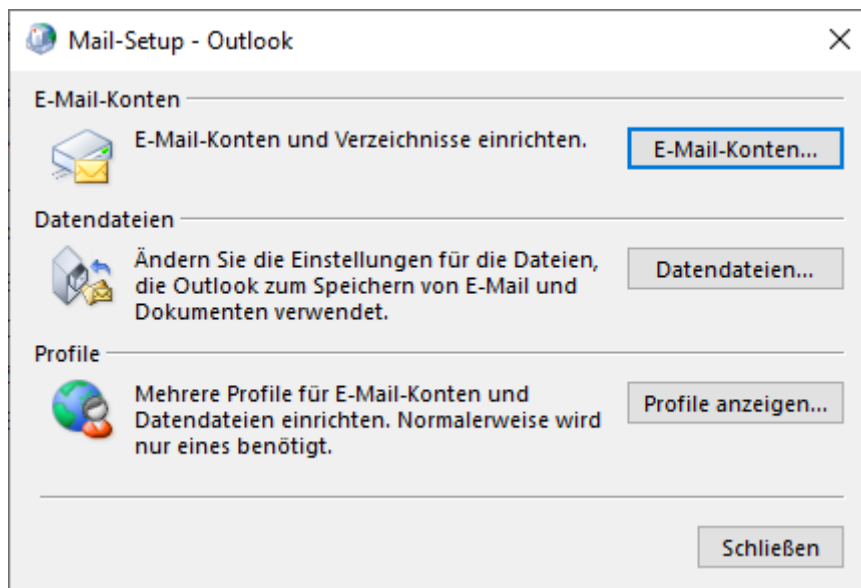 Mail-Setup - Outlook
E-Mail-Konten
E-Mail-Konten und Verzeichnisse einrichten.
E-Mail-Konten...
Datendateien
Ändern Sie die Einstellungen für die Dateien,
die Outlook zum Speichern von E-Mail und
Dokumenten verwendet.
Datendateien...
Profile
Mehrere Profile für E-Mail-Konten und
Datendateien einrichten. Normalerweise wird
nur eines benötigt.
Profile anzeigen...
Schließen